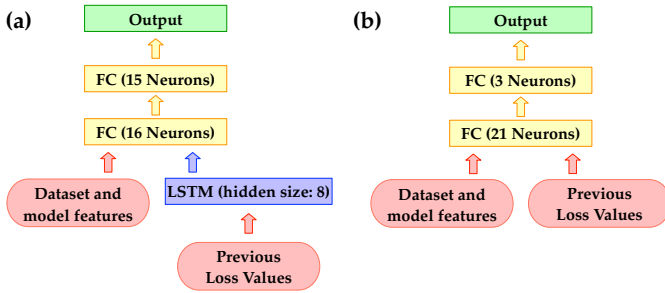 (a)
Output
FC (15 Neurons)
FC (16 Neurons)
Dataset and
model features
LSTM (hidden size: 8)
Previous
Loss Values
(b)
Output
FC (3 Neurons)
FC (21 Neurons)
Dataset and
model features
Previous
Loss Values